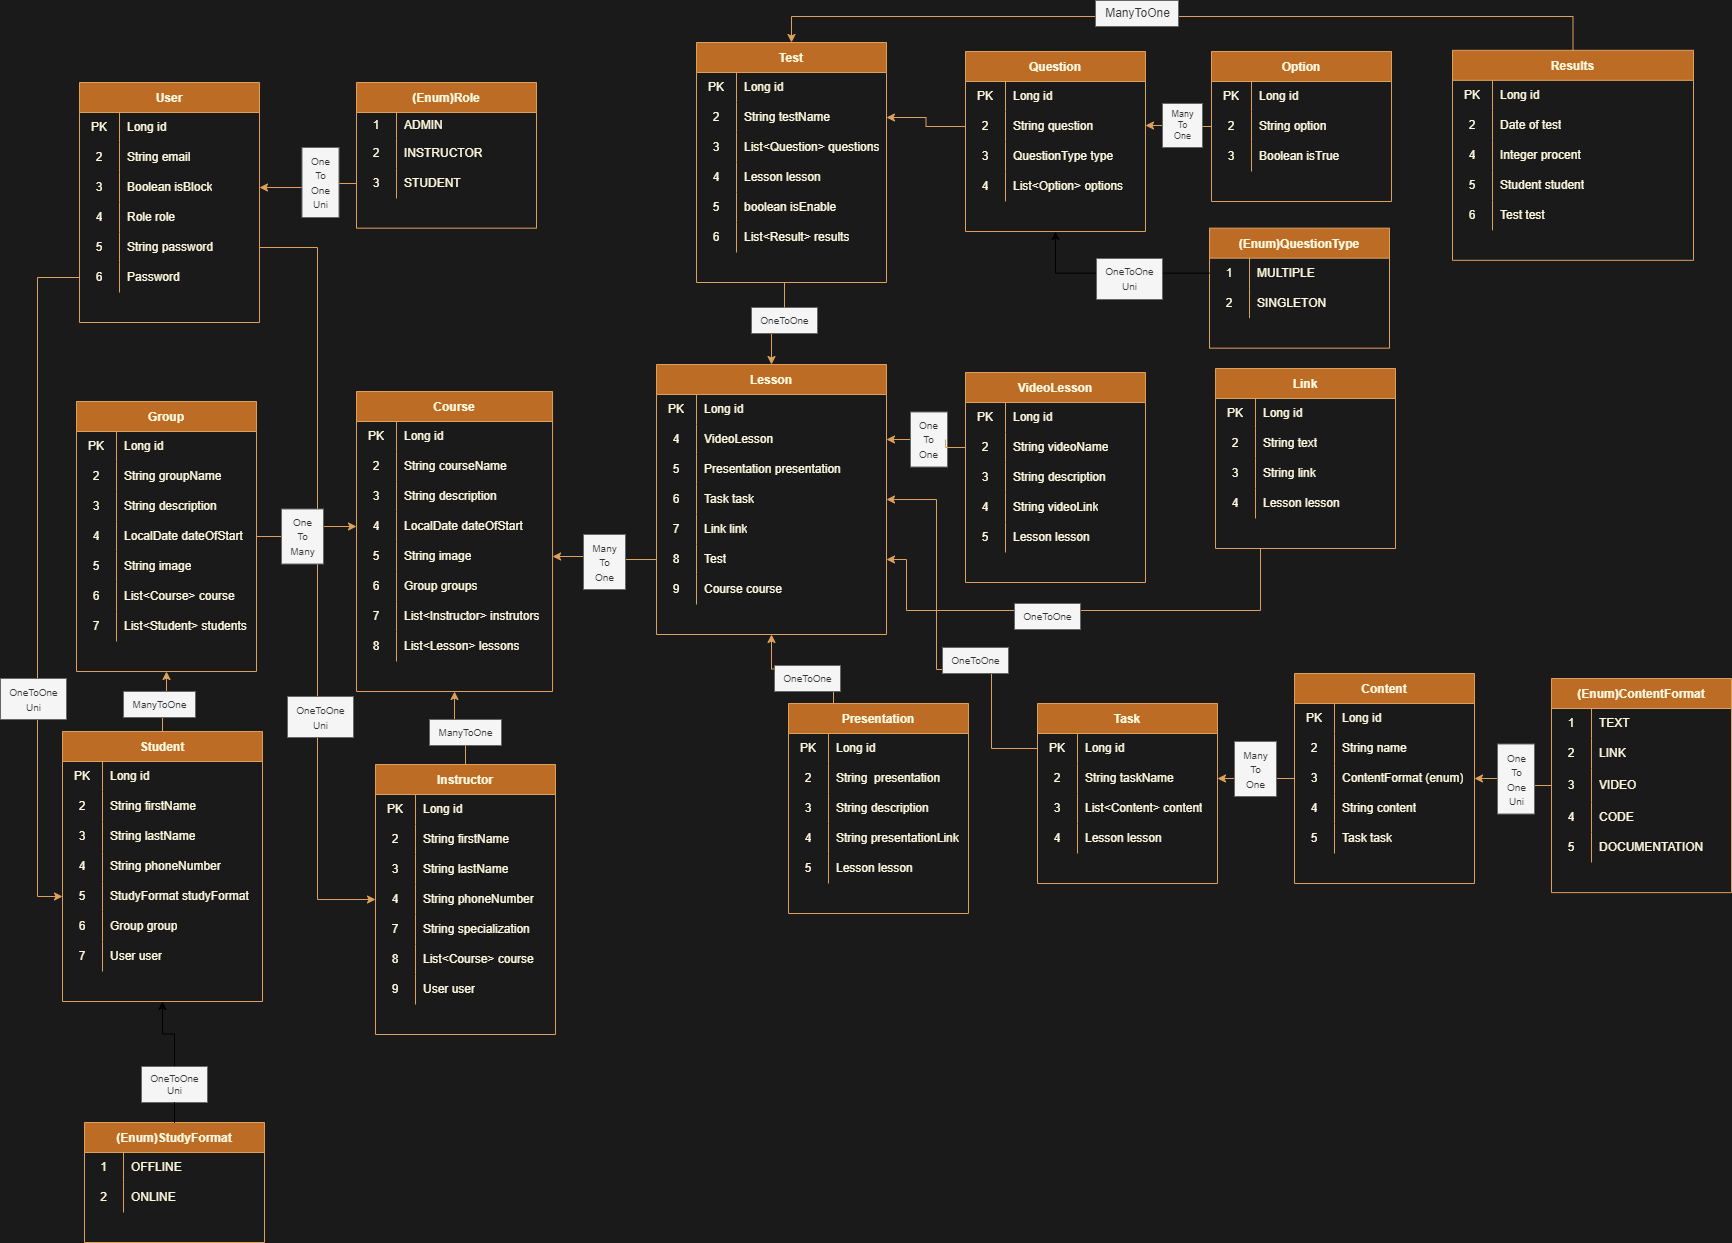 ManyToOne
Test
PK Long id
2 String testName
3 List<Question> questions
4 Lesson lesson
5 boolean isEnable
6 List<Result> results
Question
PK Long id
2 String question
3 QuestionType type
4 List<Option> options
Many
To
One
Option
PK Long id
2 String option
3 Boolean isTrue
Results
PK Long id
2 Date of test
4 Integer procent
5 Student student
6 Test test
User
PK Long id
2 String email
3 Boolean isBlock
4 Role role
5 String password
6 Password
One
To
One
Uni
(Enum)Role
1 ADMIN
2 INSTRUCTOR
3 STUDENT
OneToOne
Uni
(Enum)QuestionType
1 MULTIPLE
2 SINGLETON
OneToOne
Group
PK Long id
2 String groupName
3 String description
4 LocalDate dateOfStart
5 String image
6 List<Course> course
7 List<Student> students
One
To
Many
Course
PK Long id
2 String courseName
3 String description
4 LocalDate dateOfStart
5 String image
6 Group groups
7 List<Instructor> instrutors
8 List<Lesson> lessons
Many
To
One
Lesson
PK Long id
4 VideoLesson
5 Presentation presentation
6 Task task
7 Link link
8 Test
9 Course course
One
To
One
VideoLesson
PK Long id
2 String videoName
3 String description
4 String videoLink
5 Lesson lesson
Link
PK Long id
2 String text
3 String link
4 Lesson lesson
OneToOne
OneToOne
OneToOne
OneToOne
Uni
ManyToOne
OneToOne
Uni
ManyToOne
Student
PK Long id
2 String firstName
3 String lastName
4 String phoneNumber
5 StudyFormat studyFormat
6 Group group
7 User user
Instructor
PK Long id
2 String firstName
3 String lastName
4 String phoneNumber
7 String specialization
8 List<Course> course
9 User user
Presentation
PK Long id
2 String presentation
3 String description
4 String presentationLink
5 Lesson lesson
Task
PK Long id
2 String taskName
3 List<Content> content
4 Lesson lesson
Many
To
One
Content
PK Long id
2 String name
3 ContentFormat (enum)
4 String content
5 Task task
One
To
One
Uni
(Enum)ContentFormat
1 TEXT
2 LINK
3 VIDEO
4 CODE
5 DOCUMENTATION
OneToOne
Uni
(Enum)StudyFormat
1 OFFLINE
2 ONLINE